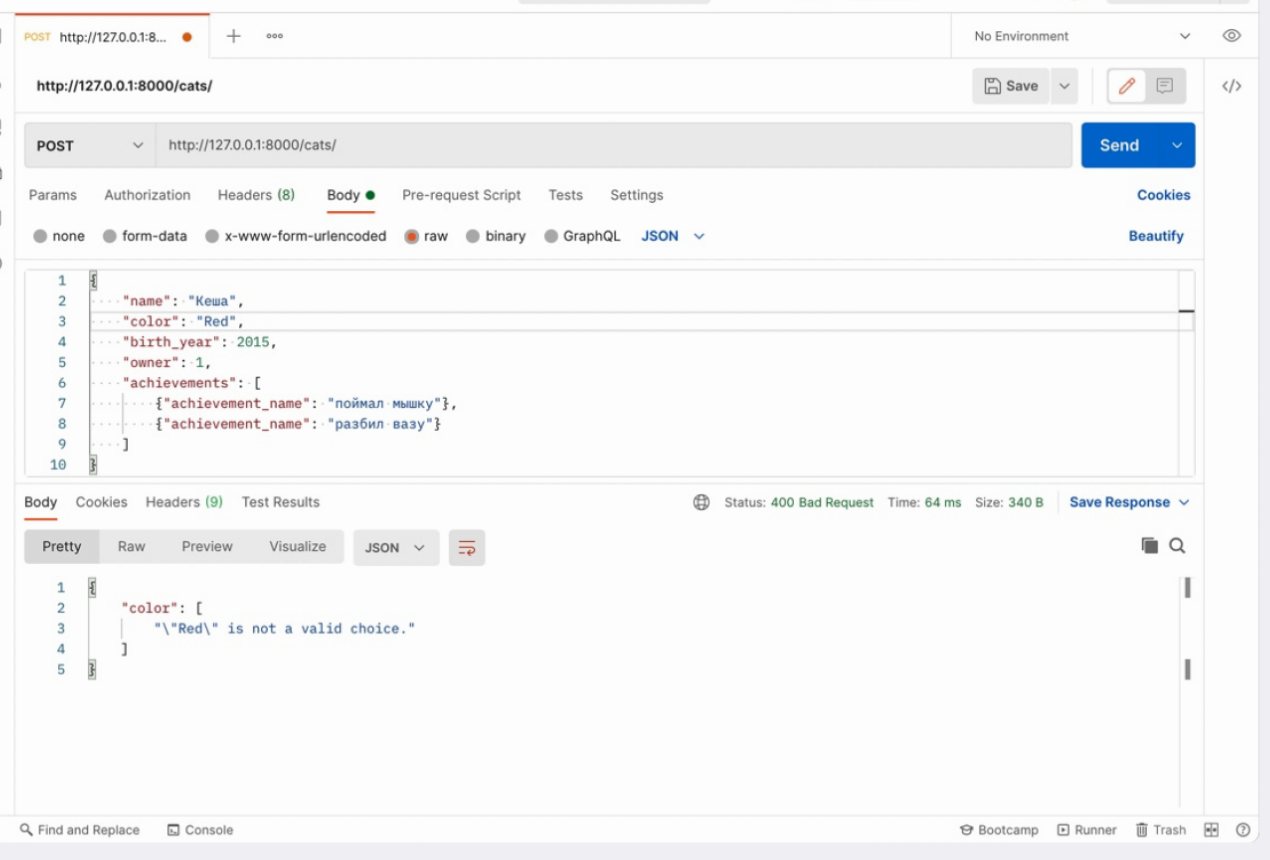 POST http://127.0.0.1:8... No Environment
http://127.0.0.1:8000/cats/ Save
POST http://127.0.0.1:8000/cats/ Send
Params Authorization Headers (8) Body Pre-request Script Tests Settings Cookies
none form-data x-www-form-urlencoded raw binary GraphQL JSON Beautify
1 {
2 "name": "Кеша",
3 "color": "Red",
4 "birth_year": 2015,
5 "owner": 1,
6 "achievements": [
7 {"achievement_name": "поймал мышку"},
8 {"achievement_name": "разбил вазу"}
9 ]
10 }
Body Cookies Headers (9) Test Results Status: 400 Bad Request Time: 64 ms Size: 340 B Save Response
Pretty Raw Preview Visualize JSON
1 {
2 "color": [
3 "\"Red\" is not a valid choice."
4 ]
5 }
Find and Replace Console Bootcamp Runner Trash